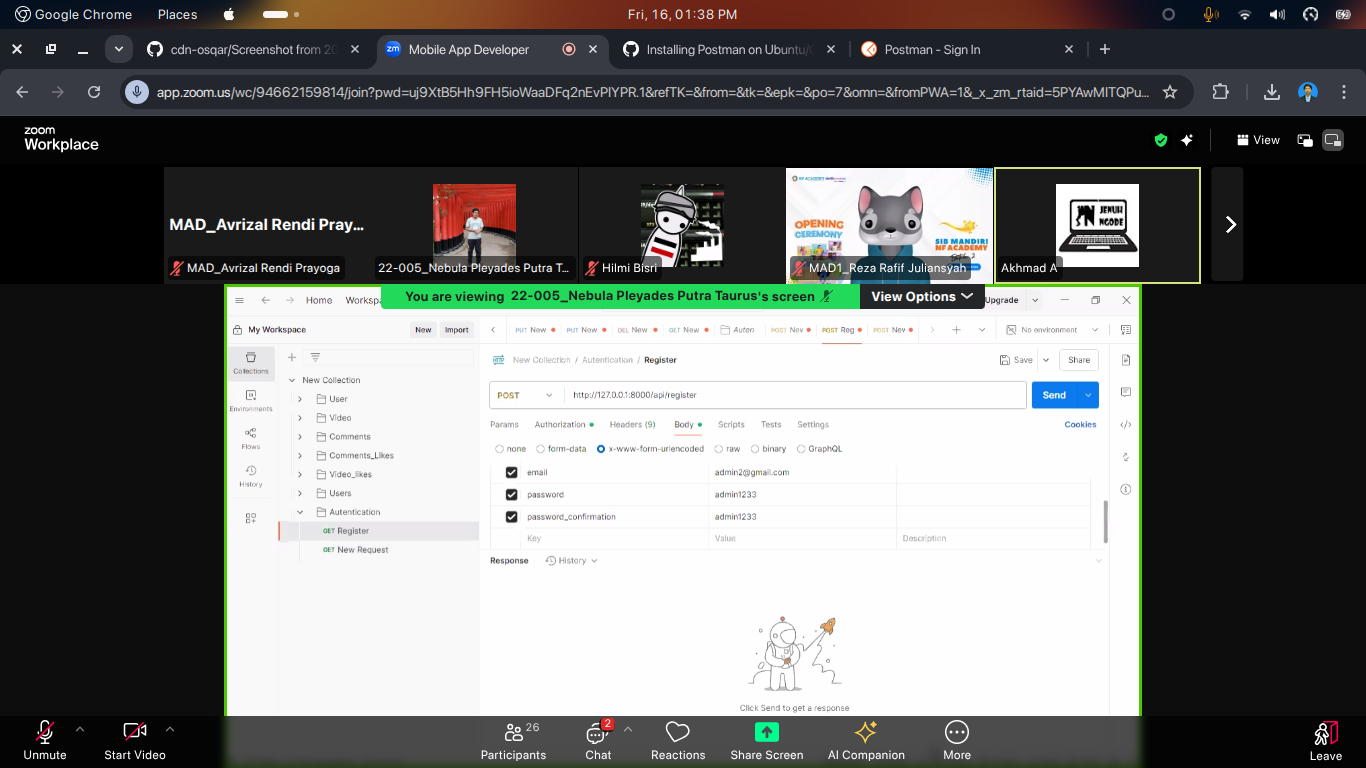 Google Chrome Places Fri, 16, 01:38 PM
cdn-osqar/Screenshot from 20 Mobile App Developer Installing Postman on Ubuntu/ Postman - Sign In
app.zoom.us/wc/94662159814/join?pwd=uj9XtB5Hh9FH5ioWaaDFq2nEvPlYPR.1&refTK=&from=&tk=&epk=&po=7&omn=&fromPWA=1&_x_zm_rtaid=5PYAwMlTQPu...
zoom
Workplace
View
MAD_Avrizal Rendi Pray...
MAD_Avrizal Rendi Prayoga
22-005_Nebula Pleyades Putra T...
Hilmi Bisri
OPENING
CEREMONY
SIB MANDIRI
NF ACADEMY
MAD1_Reza Rafif Juliansyah
JENUH
NGODE
Akhmad A
You are viewing 22-005_Nebula Pleyades Putra Taurus's screen
View Options
Home Workspa Upgrade
My Workspace New Import
PUT New PUT New DEL New GET New Auten POST Nev POST Reg POST Nev No environment
Collections
Environments
Flows
History
New Collection
User
Video
Comments
Comments_Likes
Video_likes
Users
Autentication
GET Register
GET New Request
New Collection / Autentication / Register Save Share
POST http://127.0.0.1:8000/api/register Send
Params Authorization Headers (9) Body Scripts Tests Settings Cookies
none form-data x-www-form-urlencoded raw binary GraphQL
email admin2@gmail.com
password admin1233
password_confirmation admin1233
Key Value Description
Response History
Click Send to get a response
Unmute Start Video Participants 26 Chat 2 Reactions Share Screen AI Companion More Leave